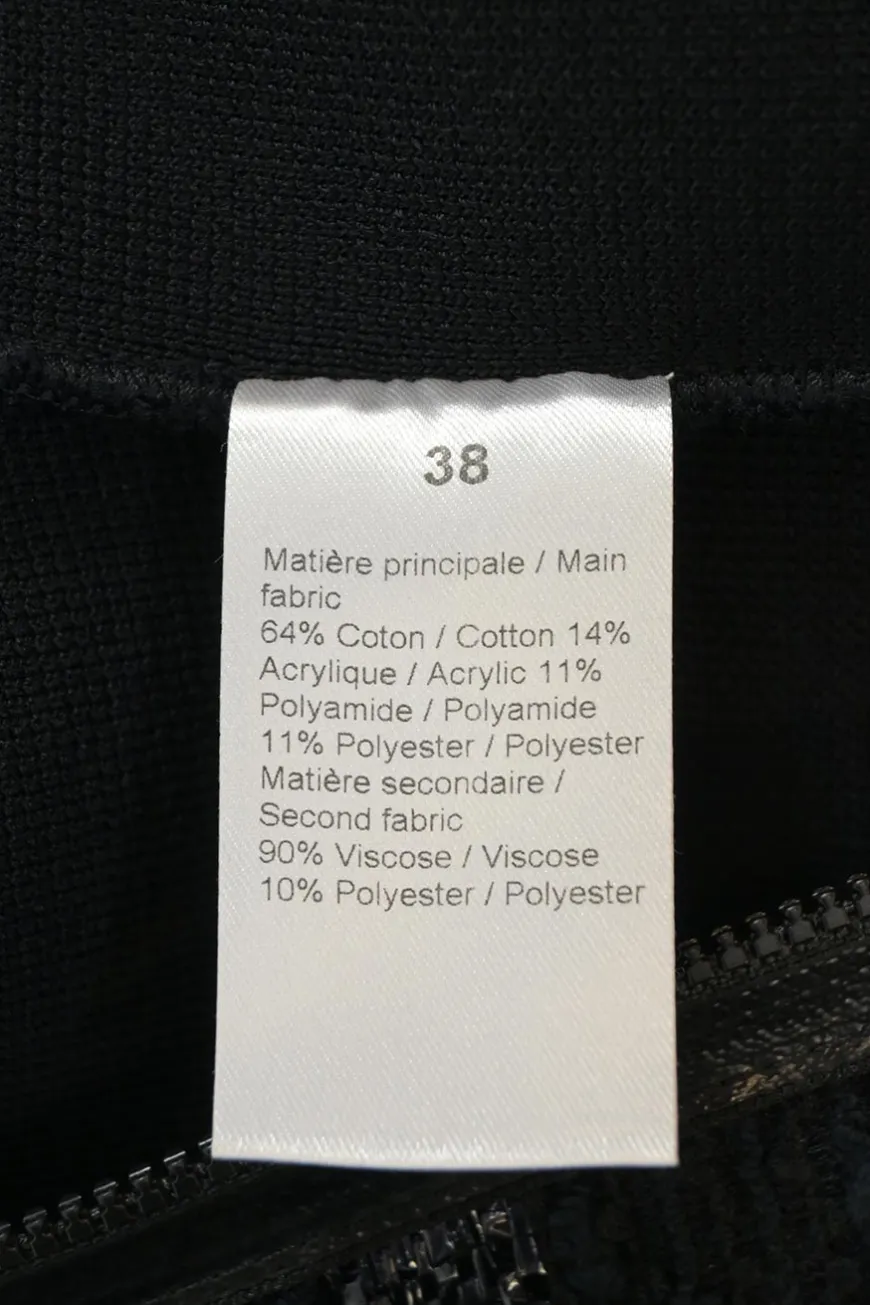 38
Matière principale / Main
fabric
64% Coton / Cotton 14%
Acrylique / Acrylic 11%
Polyamide / Polyamide
11% Polyester / Polyester
Matière secondaire /
Second fabric
90% Viscose / Viscose
10% Polyester / Polyester